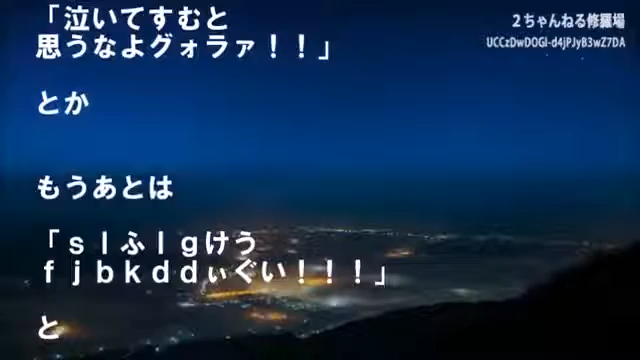 「泣いてすむと
思うなよグォラァ！！」
とか
もうあとは
「ｓｌふｌｇけう
ｆｊｂｋｄｄぃぐい！！！」
と
２ちゃんねる修羅場
UCCzDwDOGl-d4jPJyB3wZ7DA